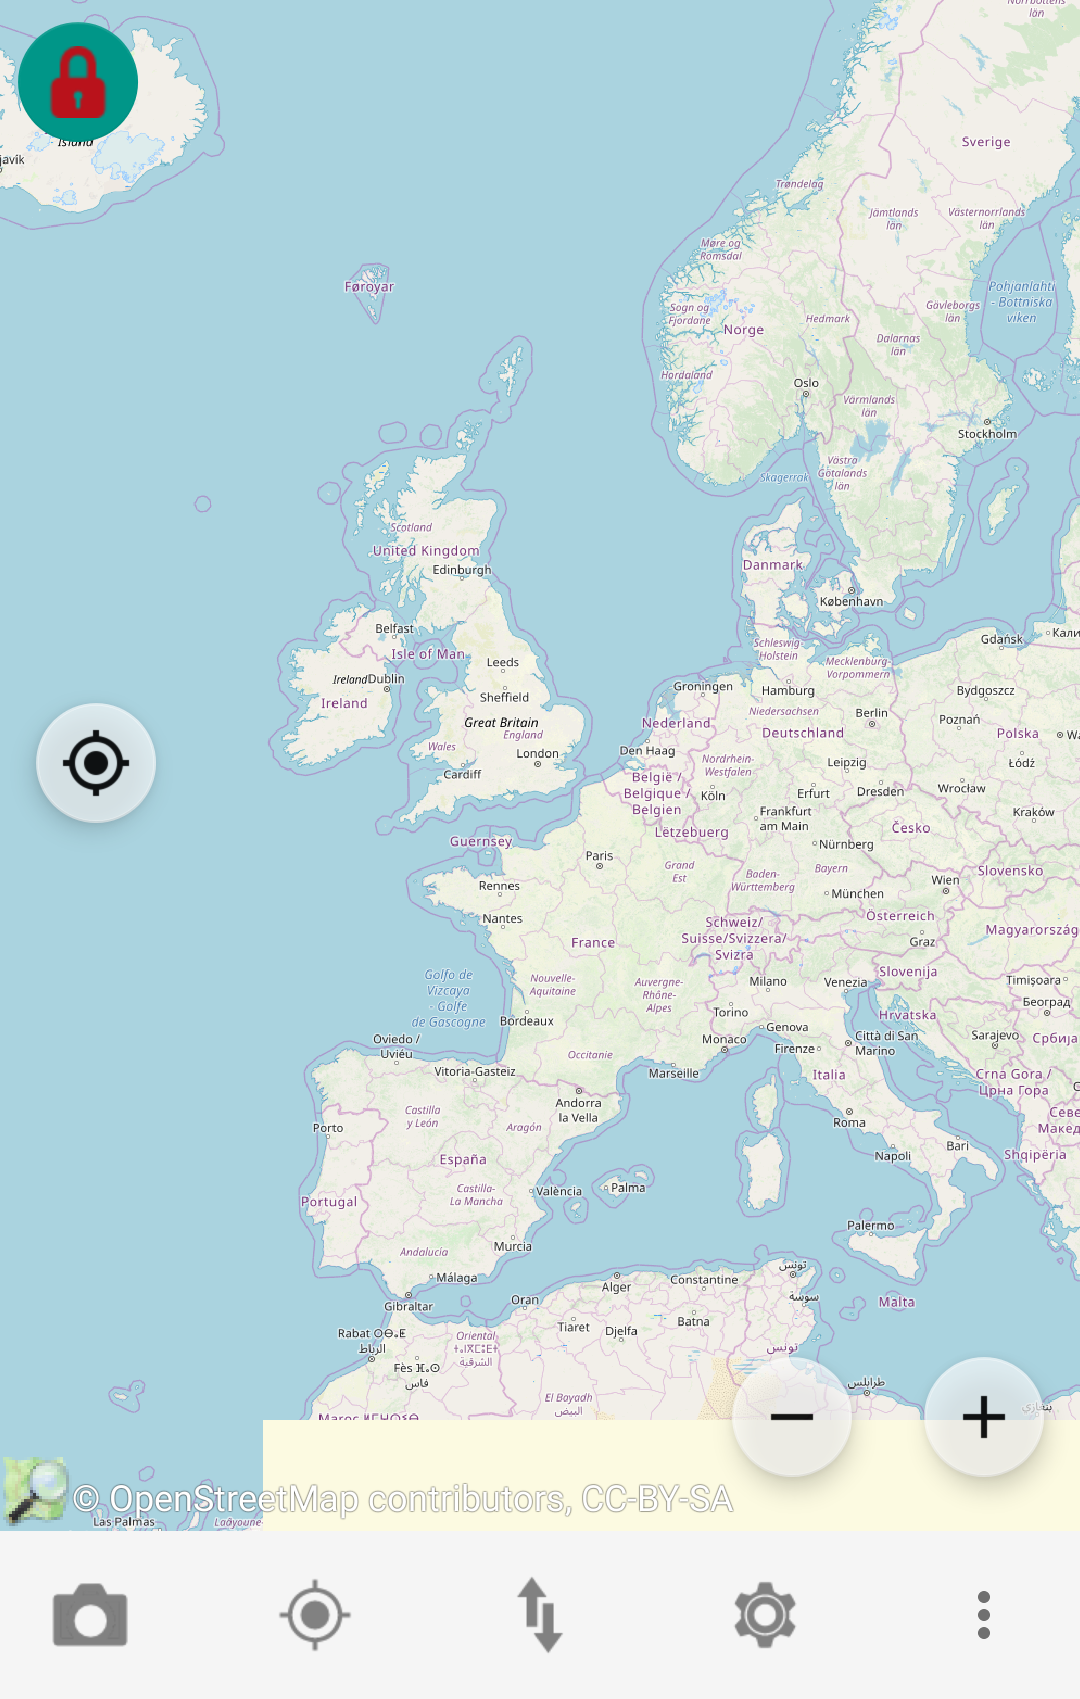 Norrbottens
län
Island
Sverige
Trøndelag
Jämtlands
län
Västernorrlands
län
Møre og
Romsdal
Føroyar
Pohjanlahti
- Bottniska
viken
Sogn og
Fjordane
Norge
Hedmark
Gävleborgs
län
Dalarnas
län
Hordaland
Oslo
Värmlands
län
Stockholm
Västra
Götalands
län
Skagerrak
Scotland
United Kingdom
Edinburgh
Danmark
København
Belfast
Isle of Man
Schleswig-
Holstein
Mecklenburg-
Vorpommern
Gdańsk
Leeds
Ireland
Dublin
Sheffield
Groningen
Hamburg
Bydgoszcz
Ireland
Great Britain
England
Nederland
Niedersachsen
Berlin
Poznań
Wales
London
Den Haag
Deutschland
Polska
Cardiff
Nordrhein-
Westfalen
Leipzig
Łódź
België /
Belgique /
Belgien
Köln
Erfurt
Dresden
Wrocław
Frankfurt
am Main
Kraków
Lëtzebuerg
Česko
Guernsey
Nürnberg
Paris
Grand
Est
Baden-
Württemberg
Bayern
Slovensko
Rennes
München
Wien
Nantes
Schweiz/
Suisse/Svizzera/
Svizra
Österreich
Magyarország
France
Graz
Golfo de
Vizcaya
- Golfe
de Gascogne
Nouvelle-
Aquitaine
Auvergne-
Rhône-
Alpes
Milano
Venezia
Slovenija
Timișoara
Torino
Београд
Bordeaux
Genova
Hrvatska
Oviedo /
Uviéu
Monaco
Firenze
Città di San
Marino
Sarajevo
Србија
Occitanie
Vitoria-Gasteiz
Marseille
Italia
Crna Gora /
Црна Гора
Andorra
la Vella
Castilla
y León
Aragón
Roma
Porto
Bari
Napoli
Shqipëria
España
Portugal
Castilla-
La Mancha
València
Palma
Andalucía
Murcia
Palermo
Málaga
Gibraltar
Oran
Alger
Constantine
تونس
سوسة
Malta
Rabat ⵔⴱⴰⵟ
الرباط
Oriental
الشرقية
Tiaret
Djelfa
Batna
تونس
Fès ⴼⴰⵙ
فاس
El Bayadh
البيض
طرابلس
بنغازي
Maroc
© OpenStreetMap contributors, CC-BY-SA
Las Palmas
Laâyoune-